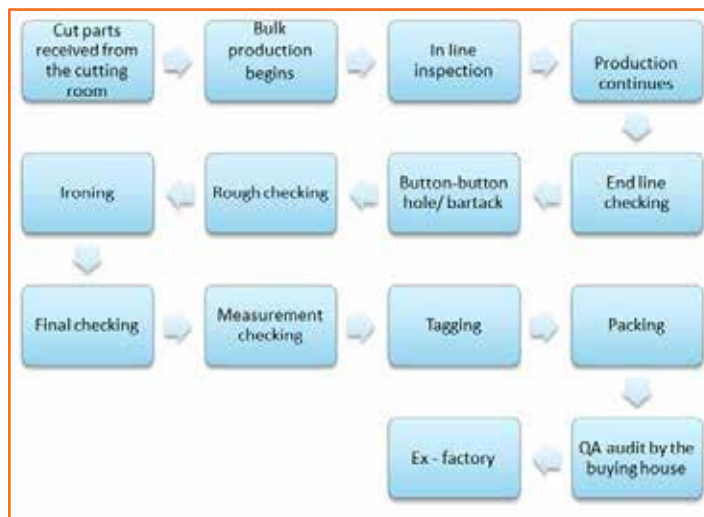 Cut parts
received from
the cutting
room
Bulk
production
begins
In line
inspection
Production
continues
End line
checking
Button-button
hole/ bartack
Rough checking
Ironing
Final checking
Measurement
checking
Tagging
Packing
QA audit by the
buying house
Ex - factory